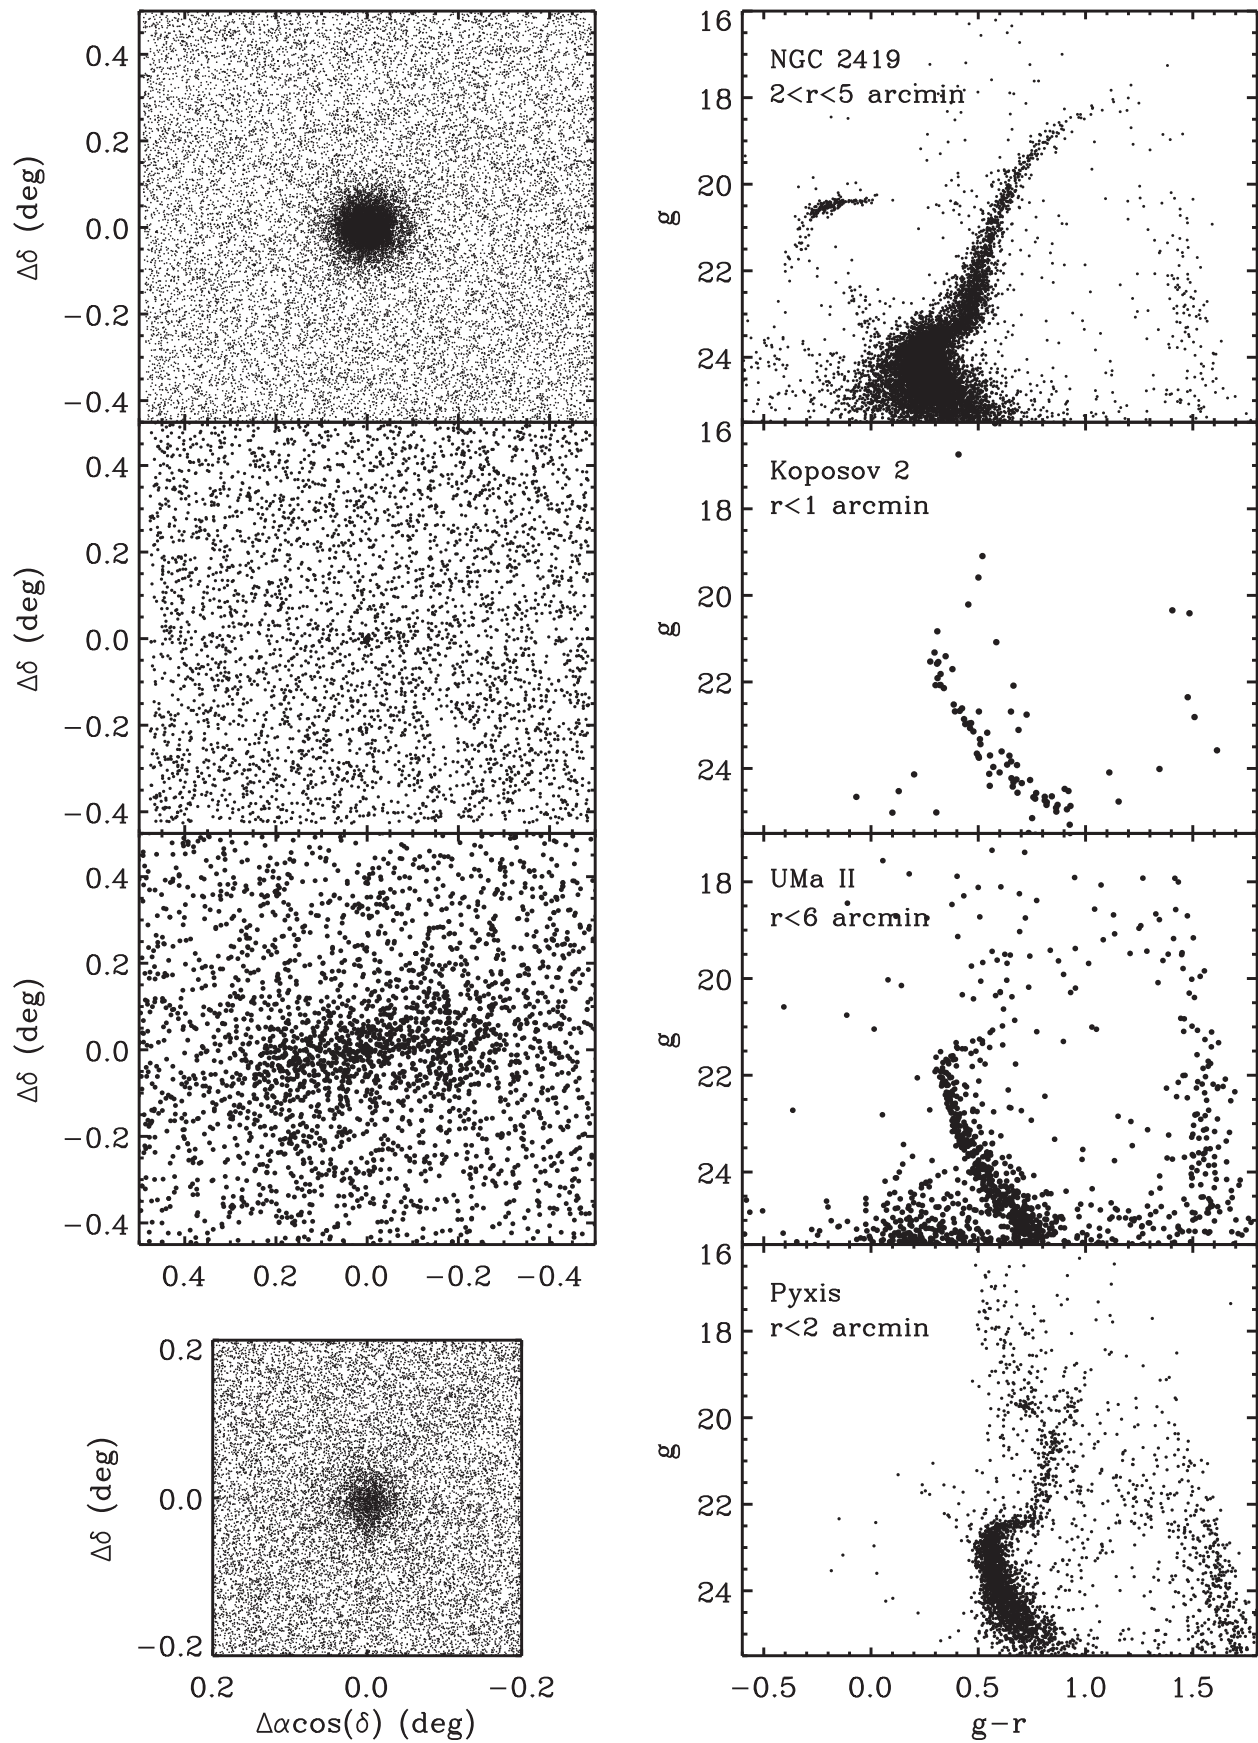 0.4
0.2
0.0
−0.2
−0.4
Δδ (deg)
16
18
20
22
24
g
NGC 2419
2<r<5 arcmin
0.4
0.2
0.0
−0.2
−0.4
Δδ (deg)
16
18
20
22
24
g
Koposov 2
r<1 arcmin
0.4
0.2
0.0
−0.2
−0.4
Δδ (deg)
0.4 0.2 0.0 −0.2 −0.4
18
20
22
24
g
UMa II
r<6 arcmin
0.2
0.0
−0.2
Δδ (deg)
0.2 0.0 −0.2
Δαcos(δ) (deg)
16
18
20
22
24
g
Pyxis
r<2 arcmin
−0.5 0.0 0.5 1.0 1.5
g−r